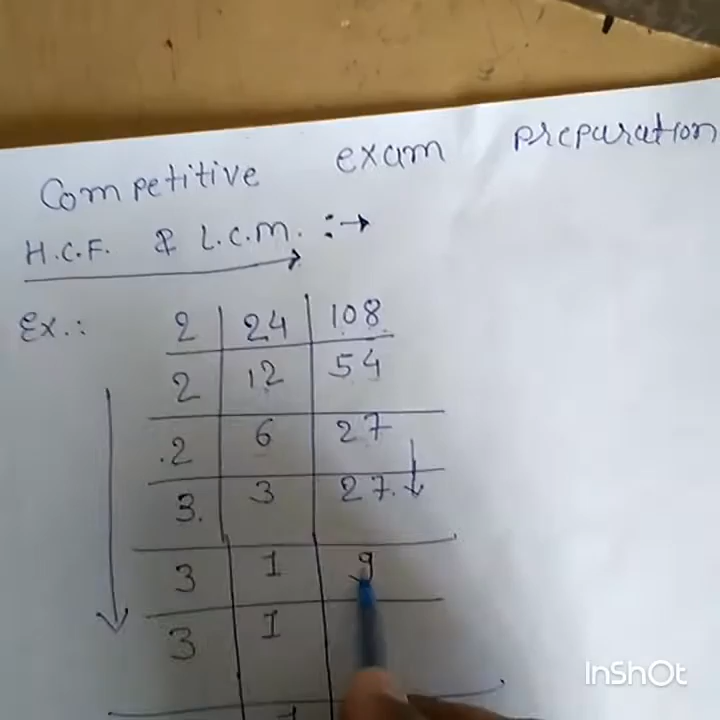 Competitive exam preparation
H.C.F. & L.C.M. :→
Ex.: 2 24 108
2 12 54
.2 6 27
3. 3 27.
3 1 9
3 1
1
InShOt